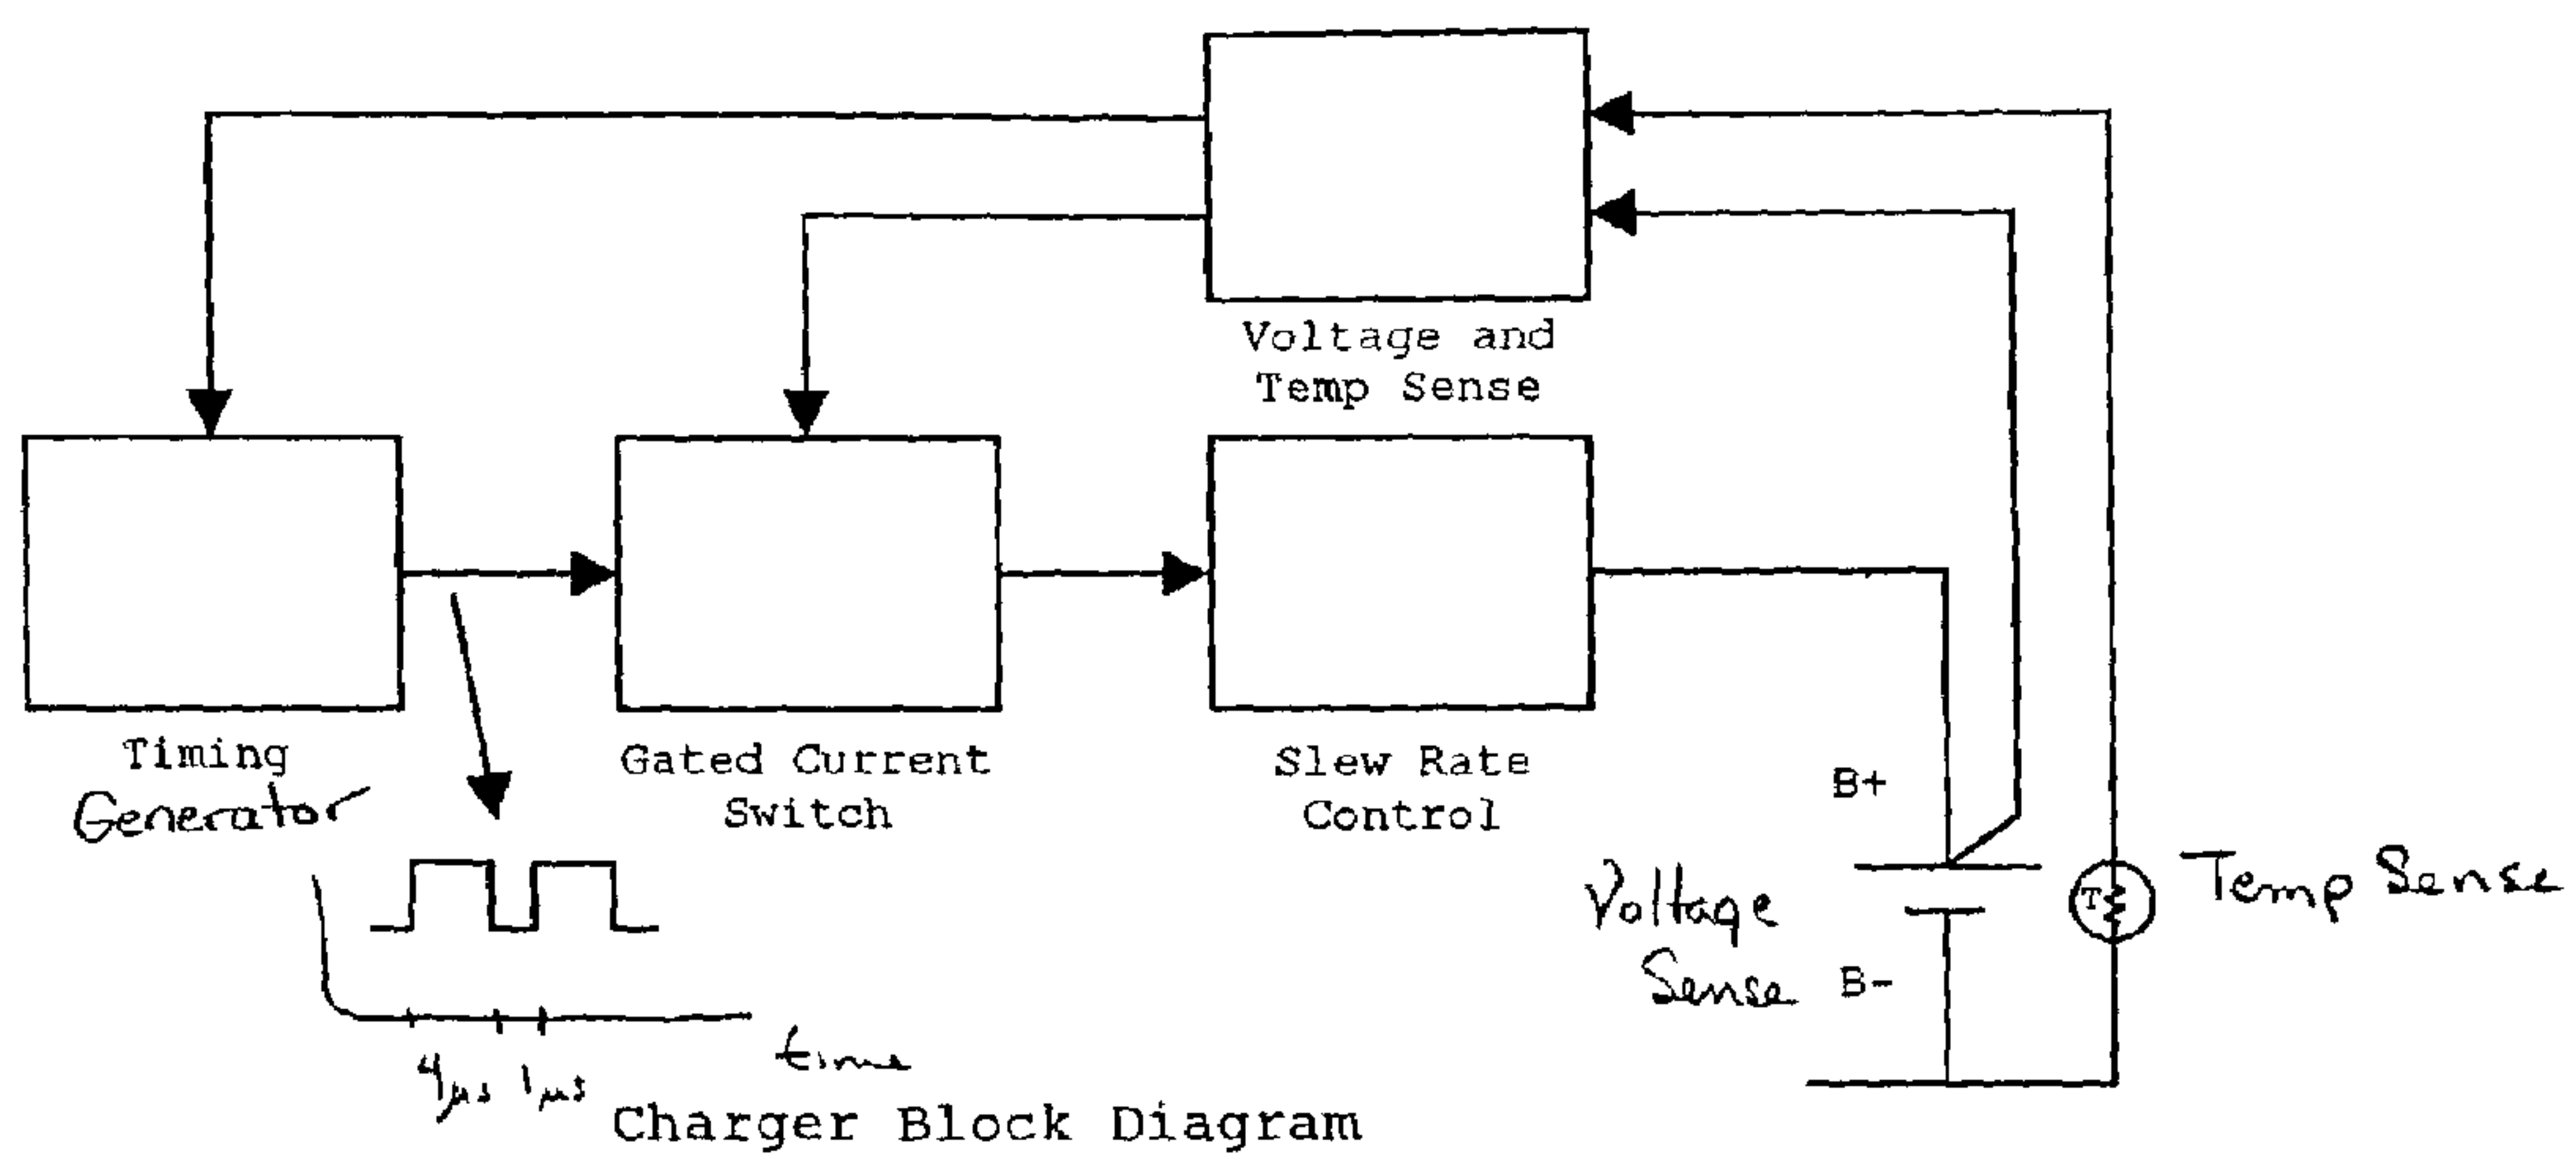 Voltage and
Temp Sense
Timing
Generator
Gated Current
Switch
Slew Rate
Control
B+
Voltage
Sense
B-
T
Temp Sense
4μs 1μs
time
Charger Block Diagram